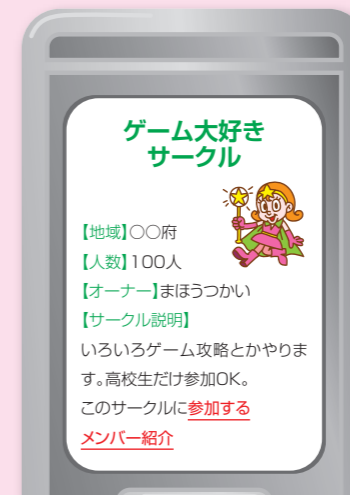 ゲーム大好き
サークル
【地域】〇〇府
【人数】100人
【オーナー】まほうつかい
【サークル説明】
いろいろゲーム攻略とかやりま
す。高校生だけ参加OK。
このサークルに参加する
メンバー紹介